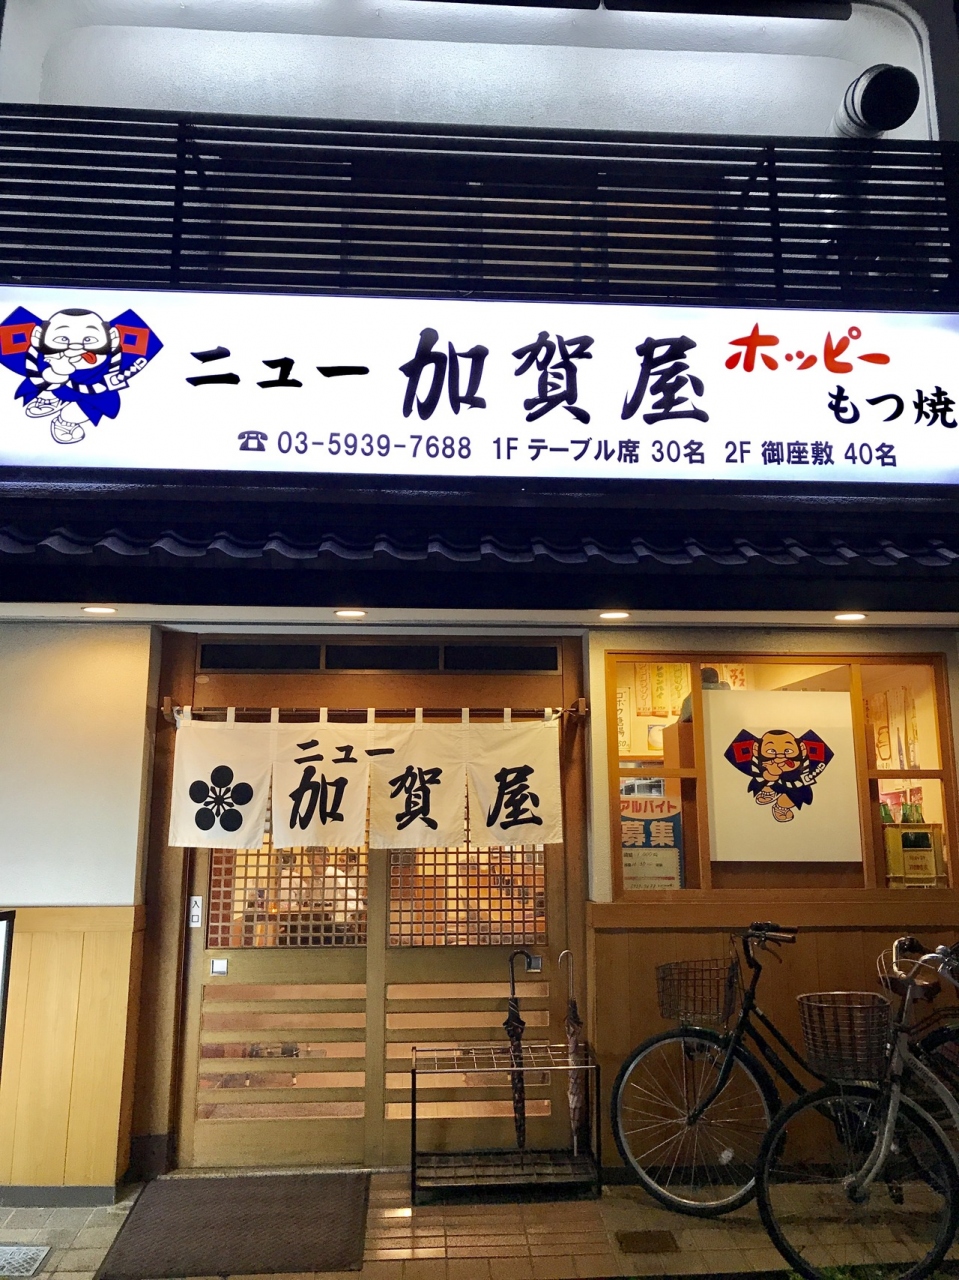 ニュー 加賀屋 ホッピー
もつ焼
☎ 03-5939-7688 1F テーブル席 30名 2F 御座敷 40名
ニュー
加賀屋
入口
アルバイト
募集